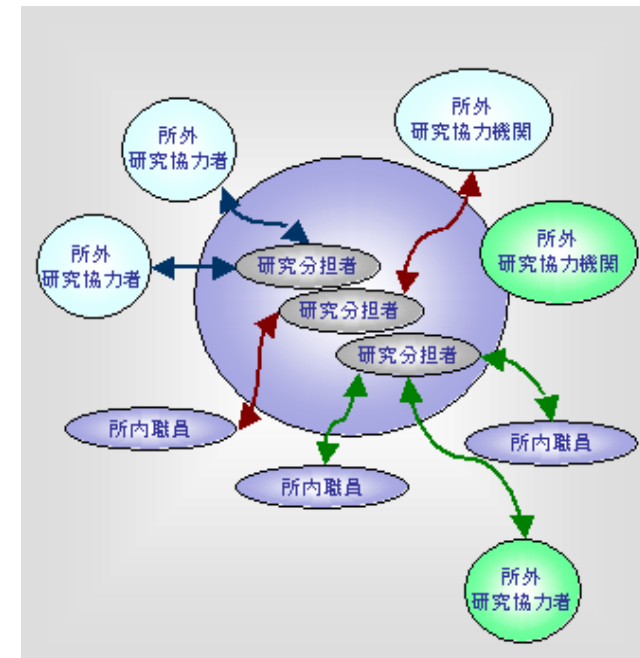 所外
研究協力機関
所外
研究協力者
所外
研究協力機関
所外
研究協力者
研究分担者
研究分担者
研究分担者
所内職員
所内職員
所内職員
所外
研究協力者